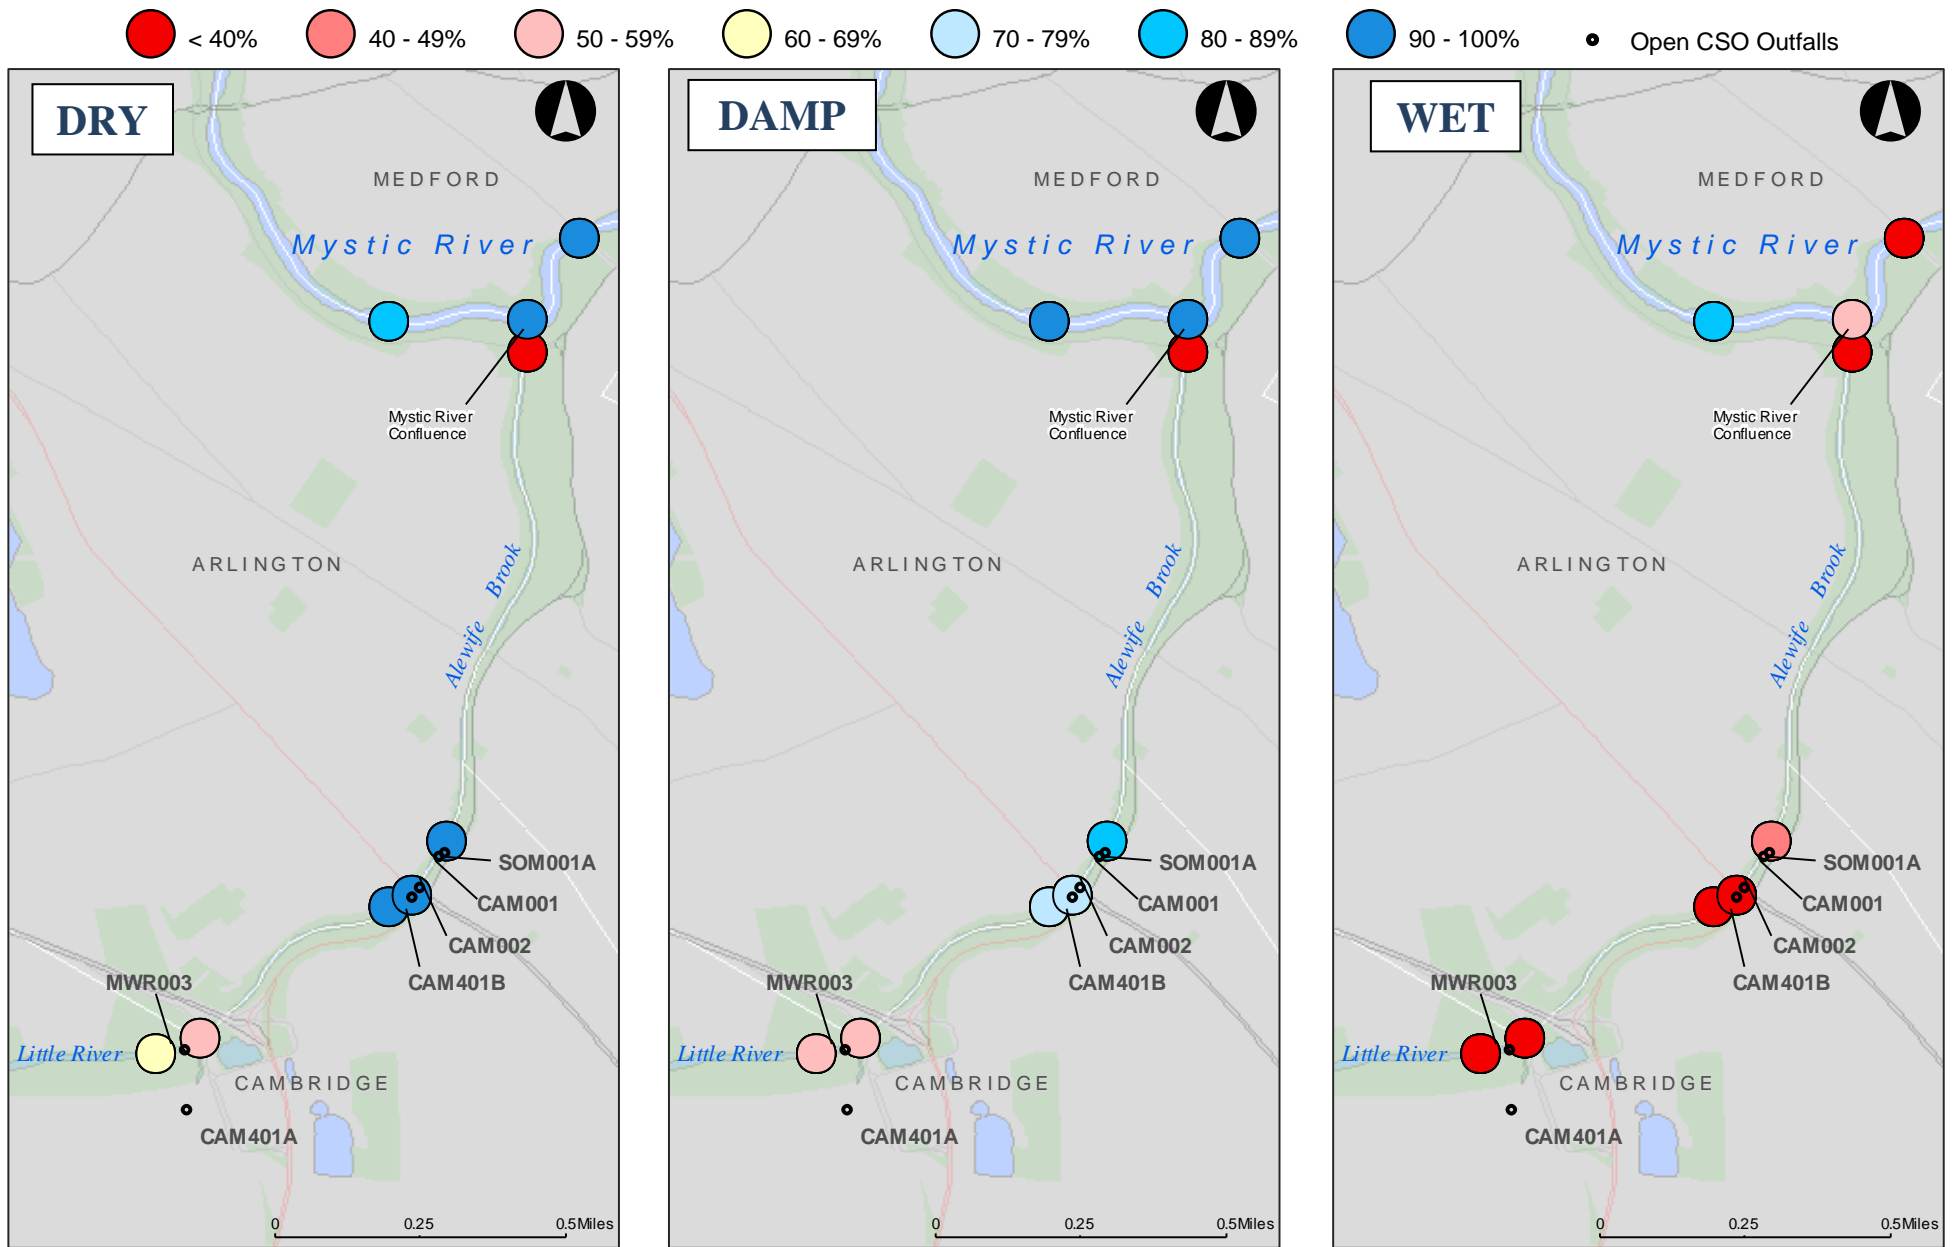 < 40%
40 - 49%
50 - 59%
60 - 69%
70 - 79%
80 - 89%
90 - 100%
Open CSO Outfalls
DRY
MEDFORD
Mystic River
Mystic River
Confluence
ARLINGTON
Alewife Brook
SOM001A
CAM001
CAM002
CAM401B
MWR003
Little River
CAMBRIDGE
CAM401A
0 0.25 0.5Miles
DAMP
MEDFORD
Mystic River
Mystic River
Confluence
ARLINGTON
Alewife Brook
SOM001A
CAM001
CAM002
CAM401B
MWR003
Little River
CAMBRIDGE
CAM401A
0 0.25 0.5Miles
WET
MEDFORD
Mystic River
Mystic River
Confluence
ARLINGTON
Alewife Brook
SOM001A
CAM001
CAM002
CAM401B
MWR003
Little River
CAMBRIDGE
CAM401A
0 0.25 0.5Miles